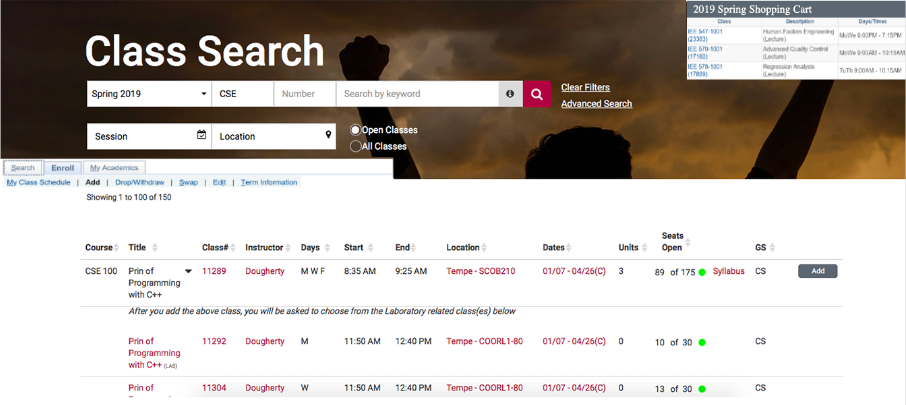 2019 Spring Shopping Cart
Class Description Days/Times
IEE 547-1001 Human Factors Engineering MoWe 6:00PM - 7:15PM
(23383) (Lecture)
IEE 570-1001 Advanced Quality Control MoWe 9:00AM - 10:15AM
(17160) (Lecture)
IEE 578-1001 Regression Analysis TuTh 9:00AM - 10:15AM
(17889) (Lecture)
Class Search
Spring 2019 CSE Number Search by keyword
Clear Filters
Advanced Search
Session Location
Open Classes
All Classes
Search Enroll My Academics
My Class Schedule | Add | Drop/Withdraw | Swap | Edit | Term Information
Showing 1 to 100 of 150
Course Title Class# Instructor Days Start End Location Dates Units Seats Open GS
CSE 100 Prin of Programming with C++ 11289 Dougherty M W F 8:35 AM 9:25 AM Tempe - SCOB210 01/07 - 04/26(C) 3 89 of 175 Syllabus CS Add
After you add the above class, you will be asked to choose from the Laboratory related class(es) below
Prin of Programming with C++ (LAB) 11292 Dougherty M 11:50 AM 12:40 PM Tempe - COORL1-80 01/07 - 04/26(C) 0 10 of 30 CS
Prin of 11304 Dougherty W 11:50 AM 12:40 PM Tempe - COORL1-80 01/07 - 04/26(C) 0 13 of 30 CS